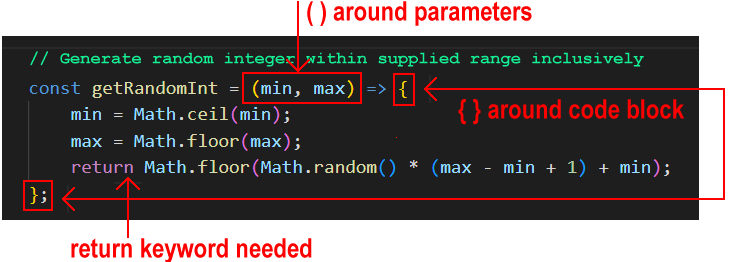 ( ) around parameters
// Generate random integer within supplied range inclusively
const getRandomInt = (min, max) => {
min = Math.ceil(min);
{ } around code block
max = Math.floor(max);
return Math.floor(Math.random() * (max - min + 1) + min);
};
return keyword needed